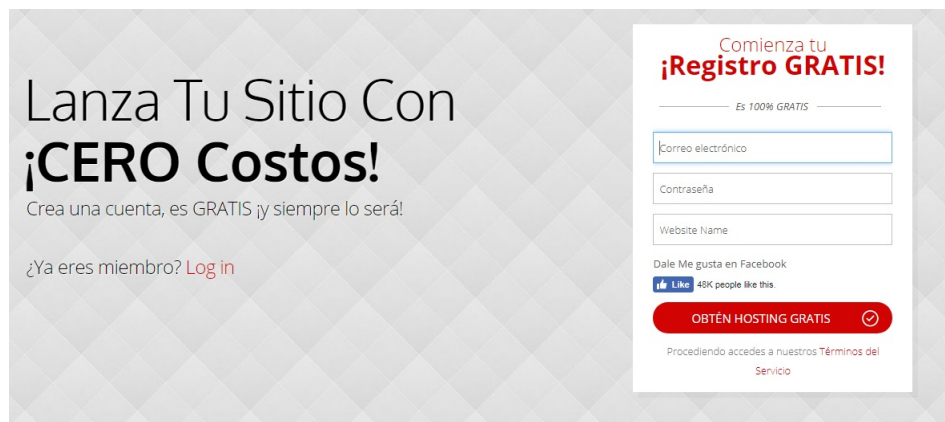 Lanza Tu Sitio Con
¡CERO Costos!
Crea una cuenta, es GRATIS ¡y siempre lo será!
¿Ya eres miembro? Log in
Comienza tu
¡Registro GRATIS!
Es 100% GRATIS
Correo electrónico
Contraseña
Website Name
Dale Me gusta en Facebook
Like 48K people like this.
OBTÉN HOSTING GRATIS
Procediendo accedes a nuestros Términos del
Servicio